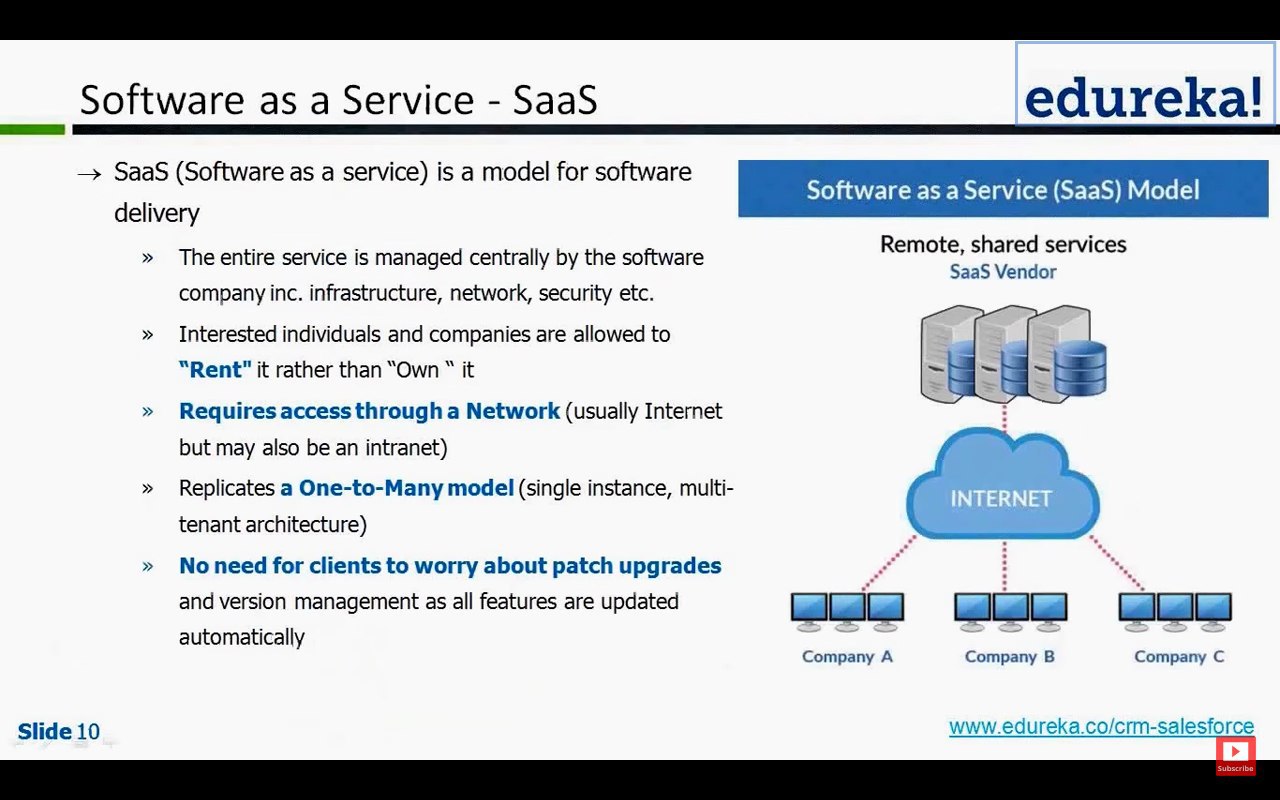 Software as a Service - SaaS
edureka!
→ SaaS (Software as a service) is a model for software
delivery
» The entire service is managed centrally by the software
company inc. infrastructure, network, security etc.
» Interested individuals and companies are allowed to
“Rent" it rather than “Own “ it
» Requires access through a Network (usually Internet
but may also be an intranet)
» Replicates a One-to-Many model (single instance, multi-
tenant architecture)
» No need for clients to worry about patch upgrades
and version management as all features are updated
automatically
Software as a Service (SaaS) Model
Remote, shared services
SaaS Vendor
INTERNET
Company A
Company B
Company C
Slide 10
www.edureka.co/crm-salesforce
Subscribe